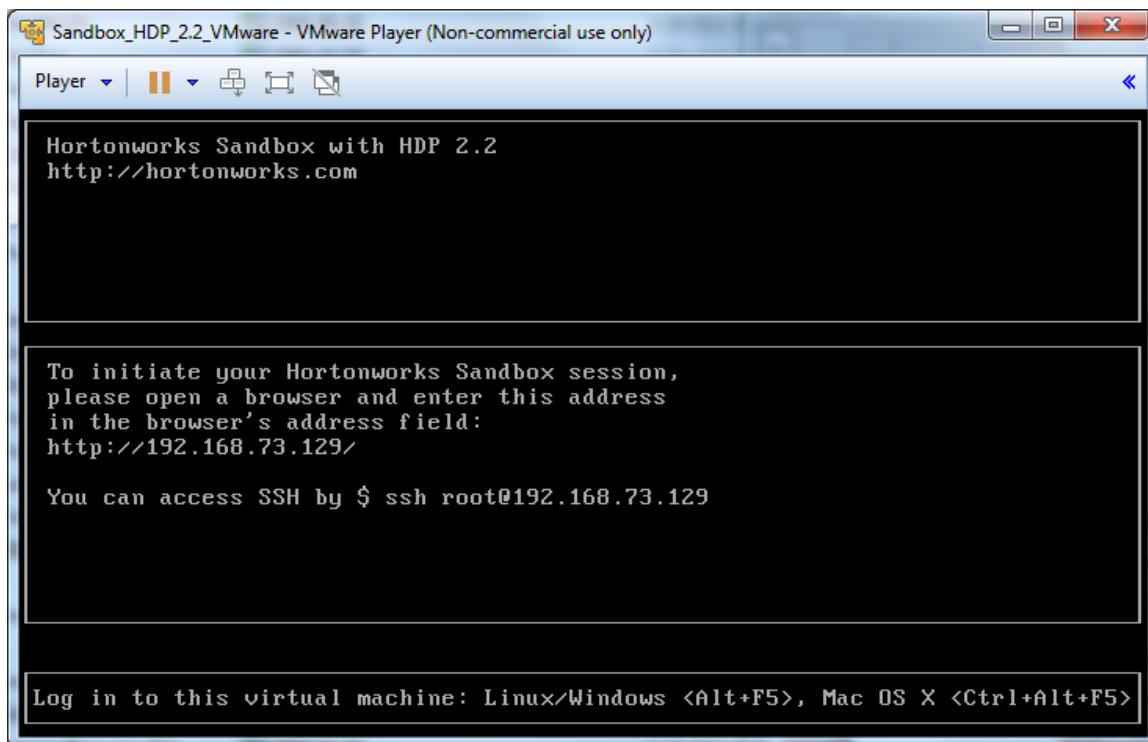 Sandbox_HDP_2.2_VMware - VMware Player (Non-commercial use only)
Player
Hortonworks Sandbox with HDP 2.2
http://hortonworks.com
To initiate your Hortonworks Sandbox session,
please open a browser and enter this address
in the browser's address field:
http://192.168.73.129/
You can access SSH by $ ssh root@192.168.73.129
Log in to this virtual machine: Linux/Windows <Alt+F5>, Mac OS X <Ctrl+Alt+F5>